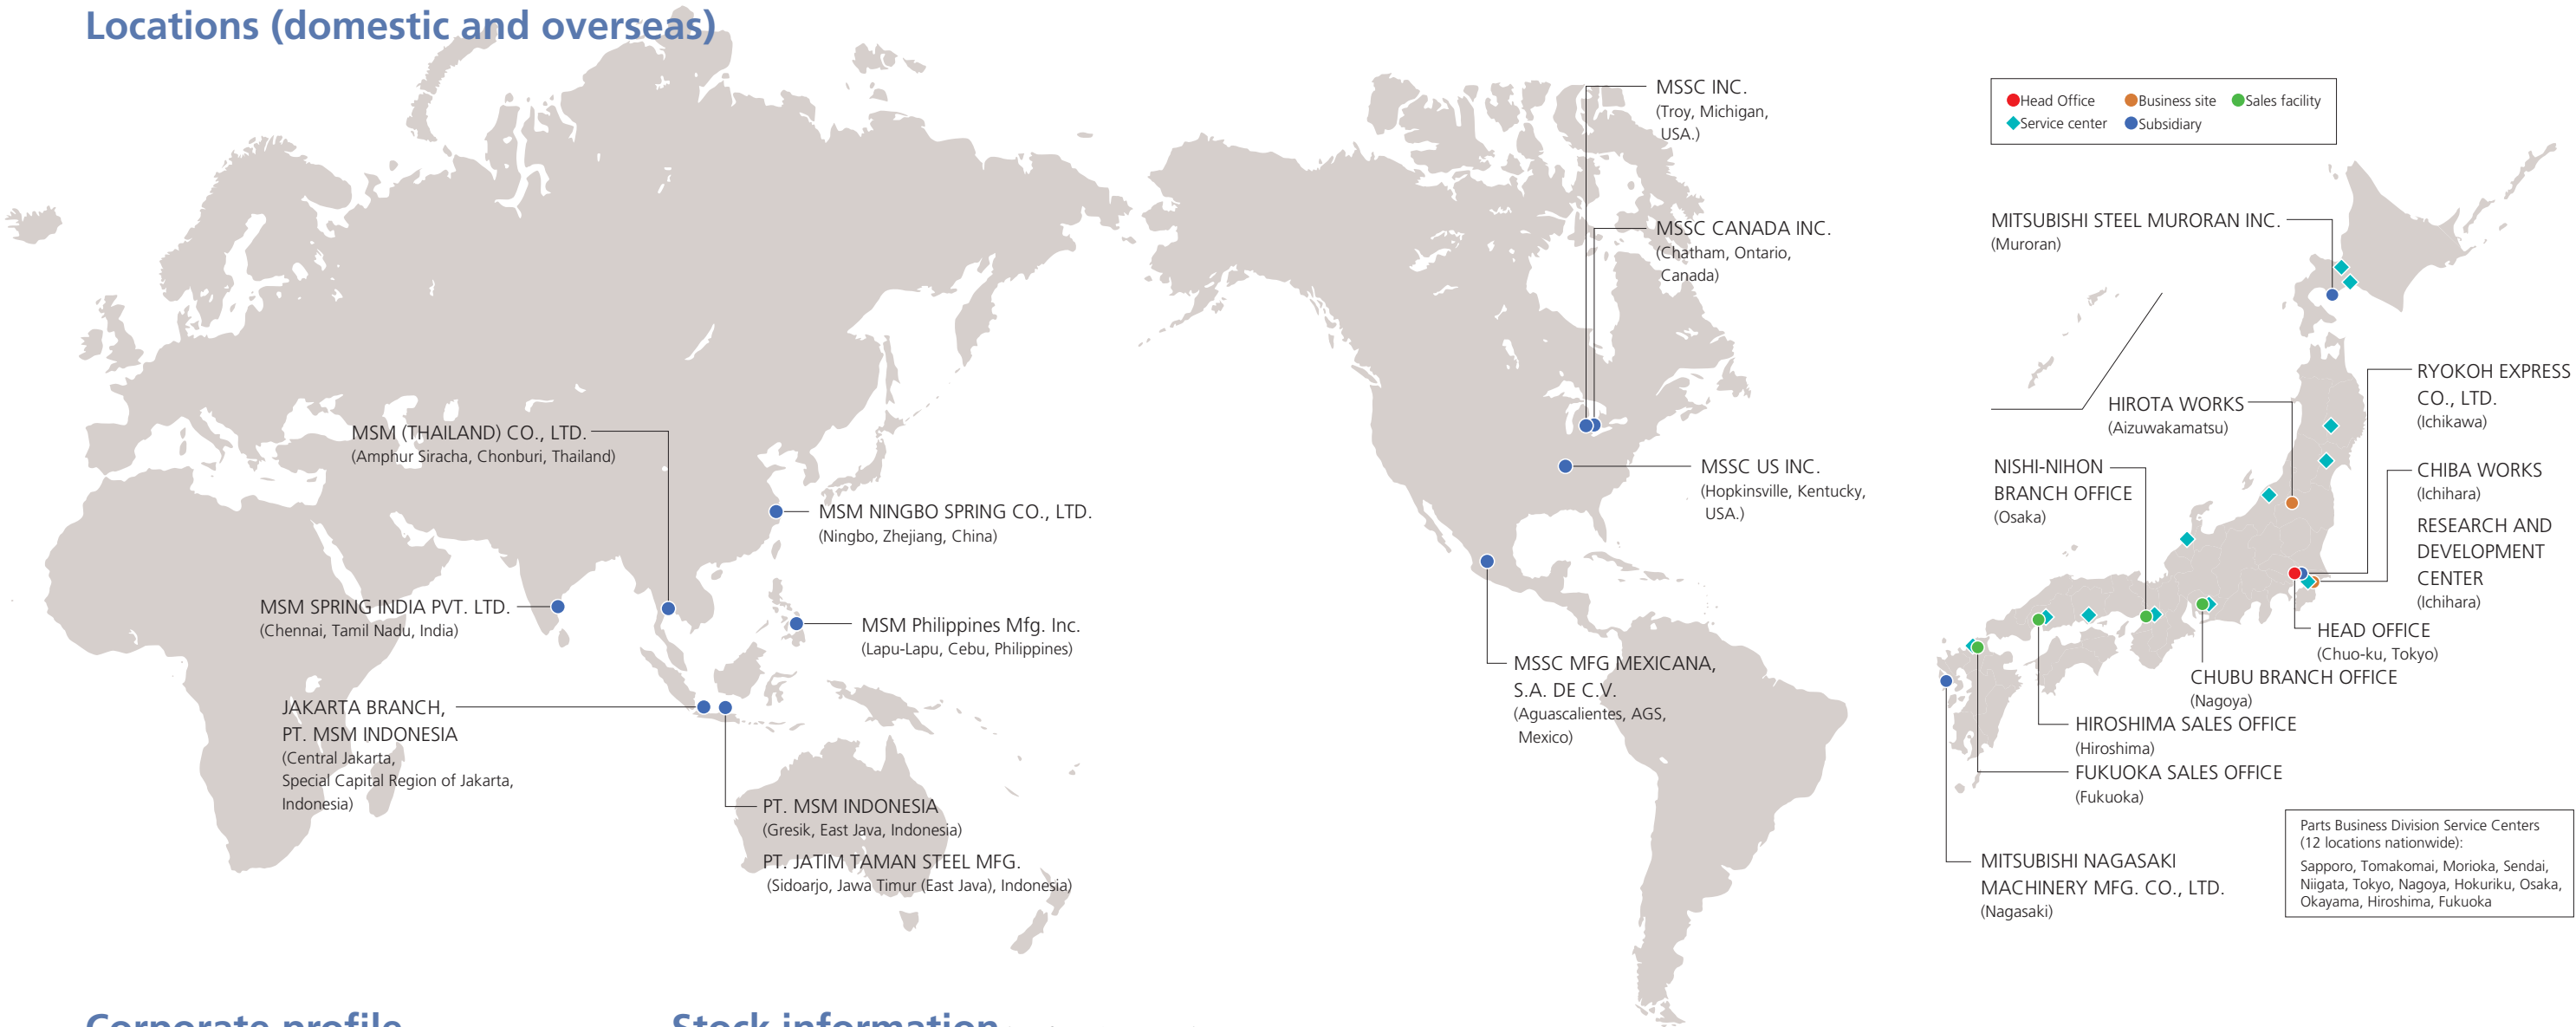 Locations (domestic and overseas)
MSSC INC.
(Troy, Michigan,
USA.)
MSSC CANADA INC.
(Chatham, Ontario,
Canada)
MSM (THAILAND) CO., LTD.
(Amphur Siracha, Chonburi, Thailand)
MSM NINGBO SPRING CO., LTD.
(Ningbo, Zhejiang, China)
MSSC US INC.
(Hopkinsville, Kentucky,
USA.)
MSM SPRING INDIA PVT. LTD.
(Chennai, Tamil Nadu, India)
MSM Philippines Mfg. Inc.
(Lapu-Lapu, Cebu, Philippines)
MSSC MFG MEXICANA,
S.A. DE C.V.
(Aguascalientes, AGS,
Mexico)
JAKARTA BRANCH,
PT. MSM INDONESIA
(Central Jakarta,
Special Capital Region of Jakarta,
Indonesia)
PT. MSM INDONESIA
(Gresik, East Java, Indonesia)
PT. JATIM TAMAN STEEL MFG.
(Sidoarjo, Jawa Timur (East Java), Indonesia)
Head Office Business site Sales facility
Service center Subsidiary
MITSUBISHI STEEL MURORAN INC.
(Muroran)
RYOKOH EXPRESS
CO., LTD.
(Ichikawa)
HIROTA WORKS
(Aizuwakamatsu)
NISHI-NIHON
BRANCH OFFICE
(Osaka)
CHIBA WORKS
(Ichihara)
RESEARCH AND
DEVELOPMENT
CENTER
(Ichihara)
HEAD OFFICE
(Chuo-ku, Tokyo)
CHUBU BRANCH OFFICE
(Nagoya)
HIROSHIMA SALES OFFICE
(Hiroshima)
FUKUOKA SALES OFFICE
(Fukuoka)
MITSUBISHI NAGASAKI
MACHINERY MFG. CO., LTD.
(Nagasaki)
Parts Business Division Service Centers
(12 locations nationwide):
Sapporo, Tomakomai, Morioka, Sendai,
Niigata, Tokyo, Nagoya, Hokuriku, Osaka,
Okayama, Hiroshima, Fukuoka
Corporate profile
Stock information